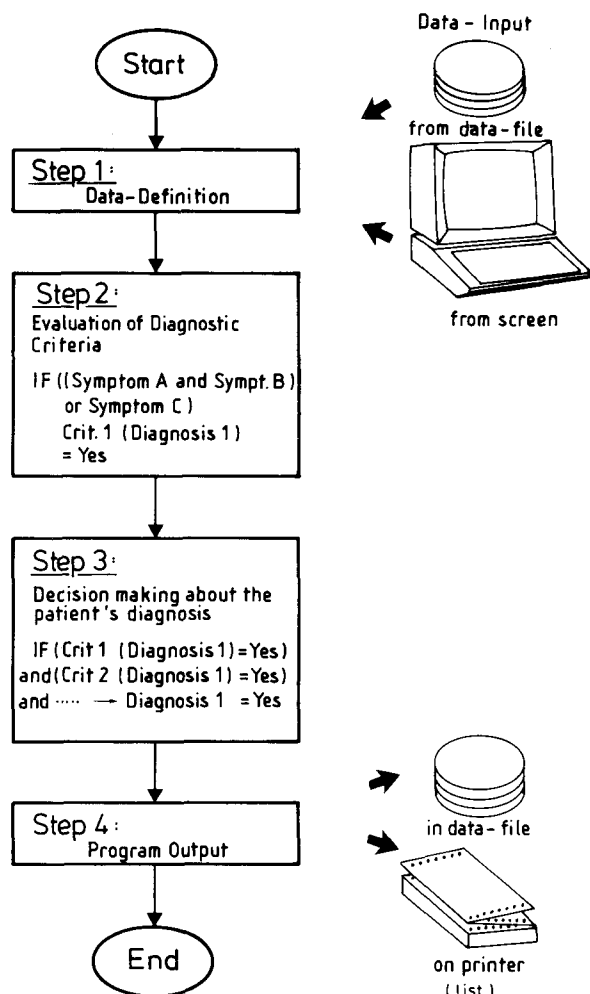 Start
Step 1:
Data-Definition
Step 2:
Evaluation of Diagnostic
Criteria
IF ((Symptom A and Sympt. B)
or Symptom C)
Crit. 1 (Diagnosis 1)
= Yes
Step 3:
Decision making about the
patient's diagnosis
IF (Crit 1 (Diagnosis 1) = Yes)
and (Crit 2 (Diagnosis 1) = Yes)
and ..... → Diagnosis 1 = Yes
Step 4:
Program Output
End
Data - Input
from data-file
from screen
in data-file
on printer
(list)